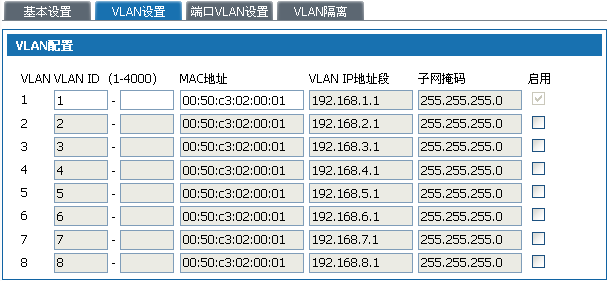 基本设置 VLAN设置 端口VLAN设置 VLAN隔离
VLAN配置
VLAN VLAN ID (1-4000) MAC地址 VLAN IP地址段 子网掩码 启用
1 1 - 00:50:c3:02:00:01 192.168.1.1 255.255.255.0
2 2 - 00:50:c3:02:00:01 192.168.2.1 255.255.255.0
3 3 - 00:50:c3:02:00:01 192.168.3.1 255.255.255.0
4 4 - 00:50:c3:02:00:01 192.168.4.1 255.255.255.0
5 5 - 00:50:c3:02:00:01 192.168.5.1 255.255.255.0
6 6 - 00:50:c3:02:00:01 192.168.6.1 255.255.255.0
7 7 - 00:50:c3:02:00:01 192.168.7.1 255.255.255.0
8 8 - 00:50:c3:02:00:01 192.168.8.1 255.255.255.0